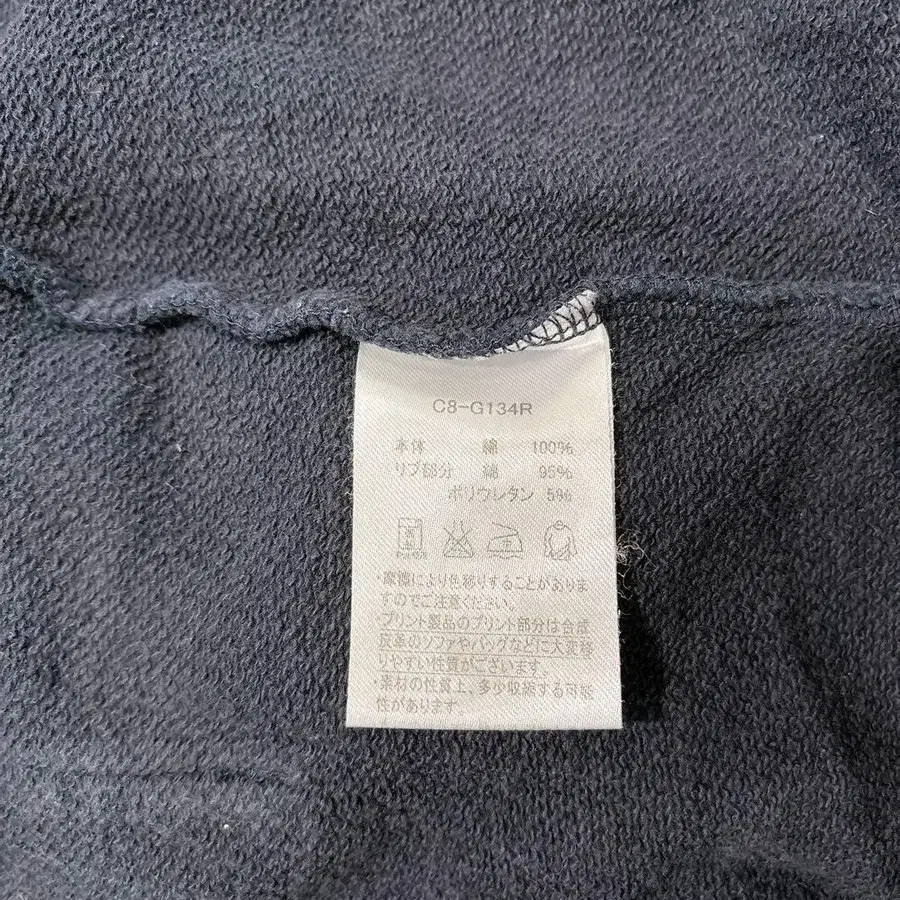 C8-G134R
本体 綿 100%
リブ部分 綿 95%
ポリウレタン 5%
・摩擦により色移りすることがありま
すのでご注意ください。
・プリント製品のプリント部分は合成
皮革のソファやバッグなどに大変移
りやすい性質がございます。
・素材の性質上、多少収縮する可能
性があります。